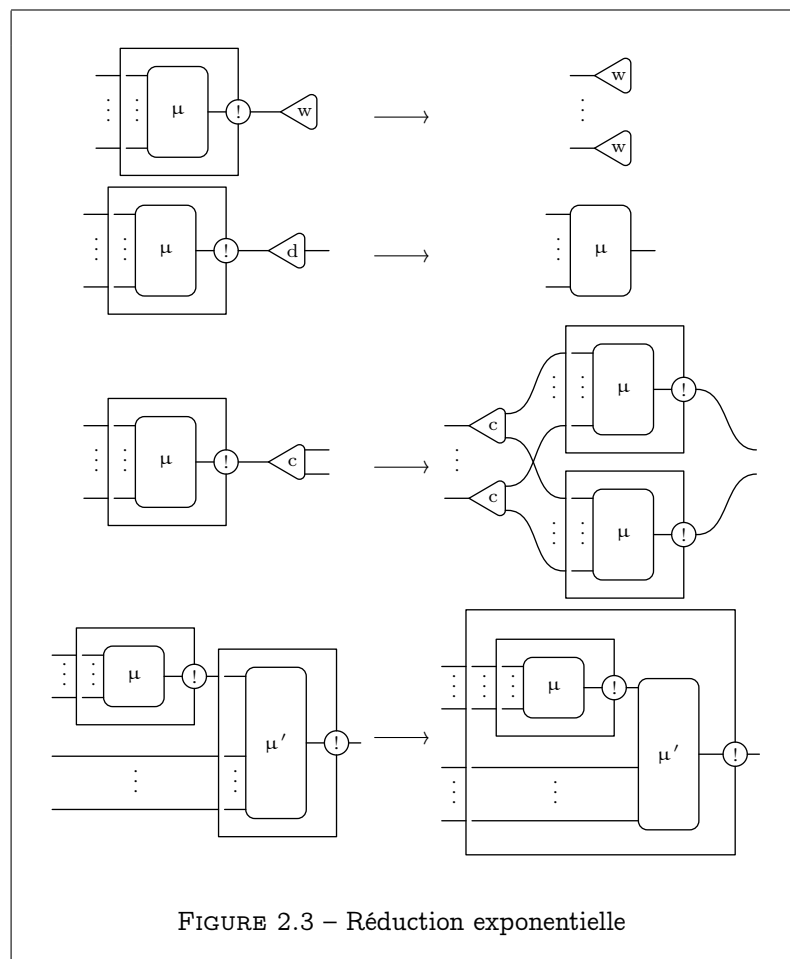 μ ! w w
w
μ ! d μ
μ !
c
μ ! c
c
μ !
μ ! μ !
μ′ ! μ′ !
FIGURE 2.3 – Réduction exponentielle